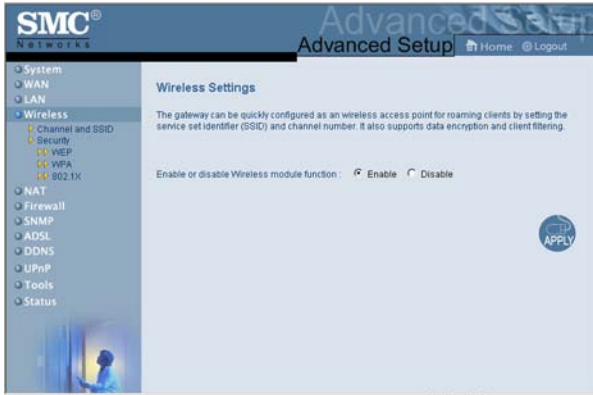 SMC®
Networks
Advanced Setup
Advanced Setup
Home
Logout
System
WAN
LAN
Wireless
Channel and SSID
Security
WEP
WPA
802.1X
NAT
Firewall
SNMP
ADSL
DDNS
UPnP
Tools
Status
Wireless Settings
The gateway can be quickly configured as an wireless access point for roaming clients by setting the
service set identifier (SSID) and channel number. It also supports data encryption and client filtering.
Enable or disable Wireless module function : Enable Disable
APPLY